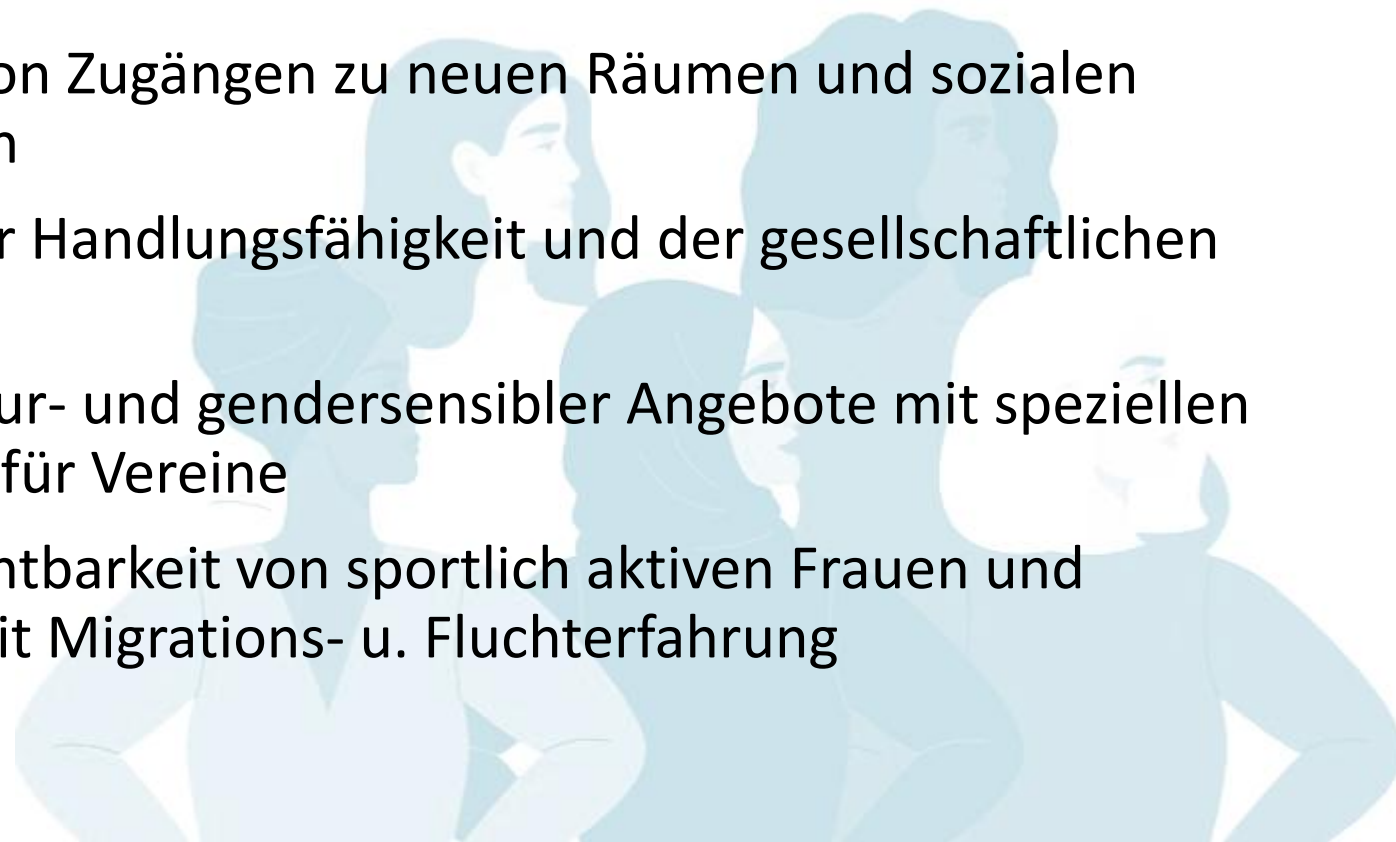 on Zugängen zu neuen Räumen und sozialen
n
r Handlungsfähigkeit und der gesellschaftlichen
ur- und gendersensibler Angebote mit speziellen
für Vereine
htbarkeit von sportlich aktiven Frauen und
it Migrations- u. Fluchterfahrung